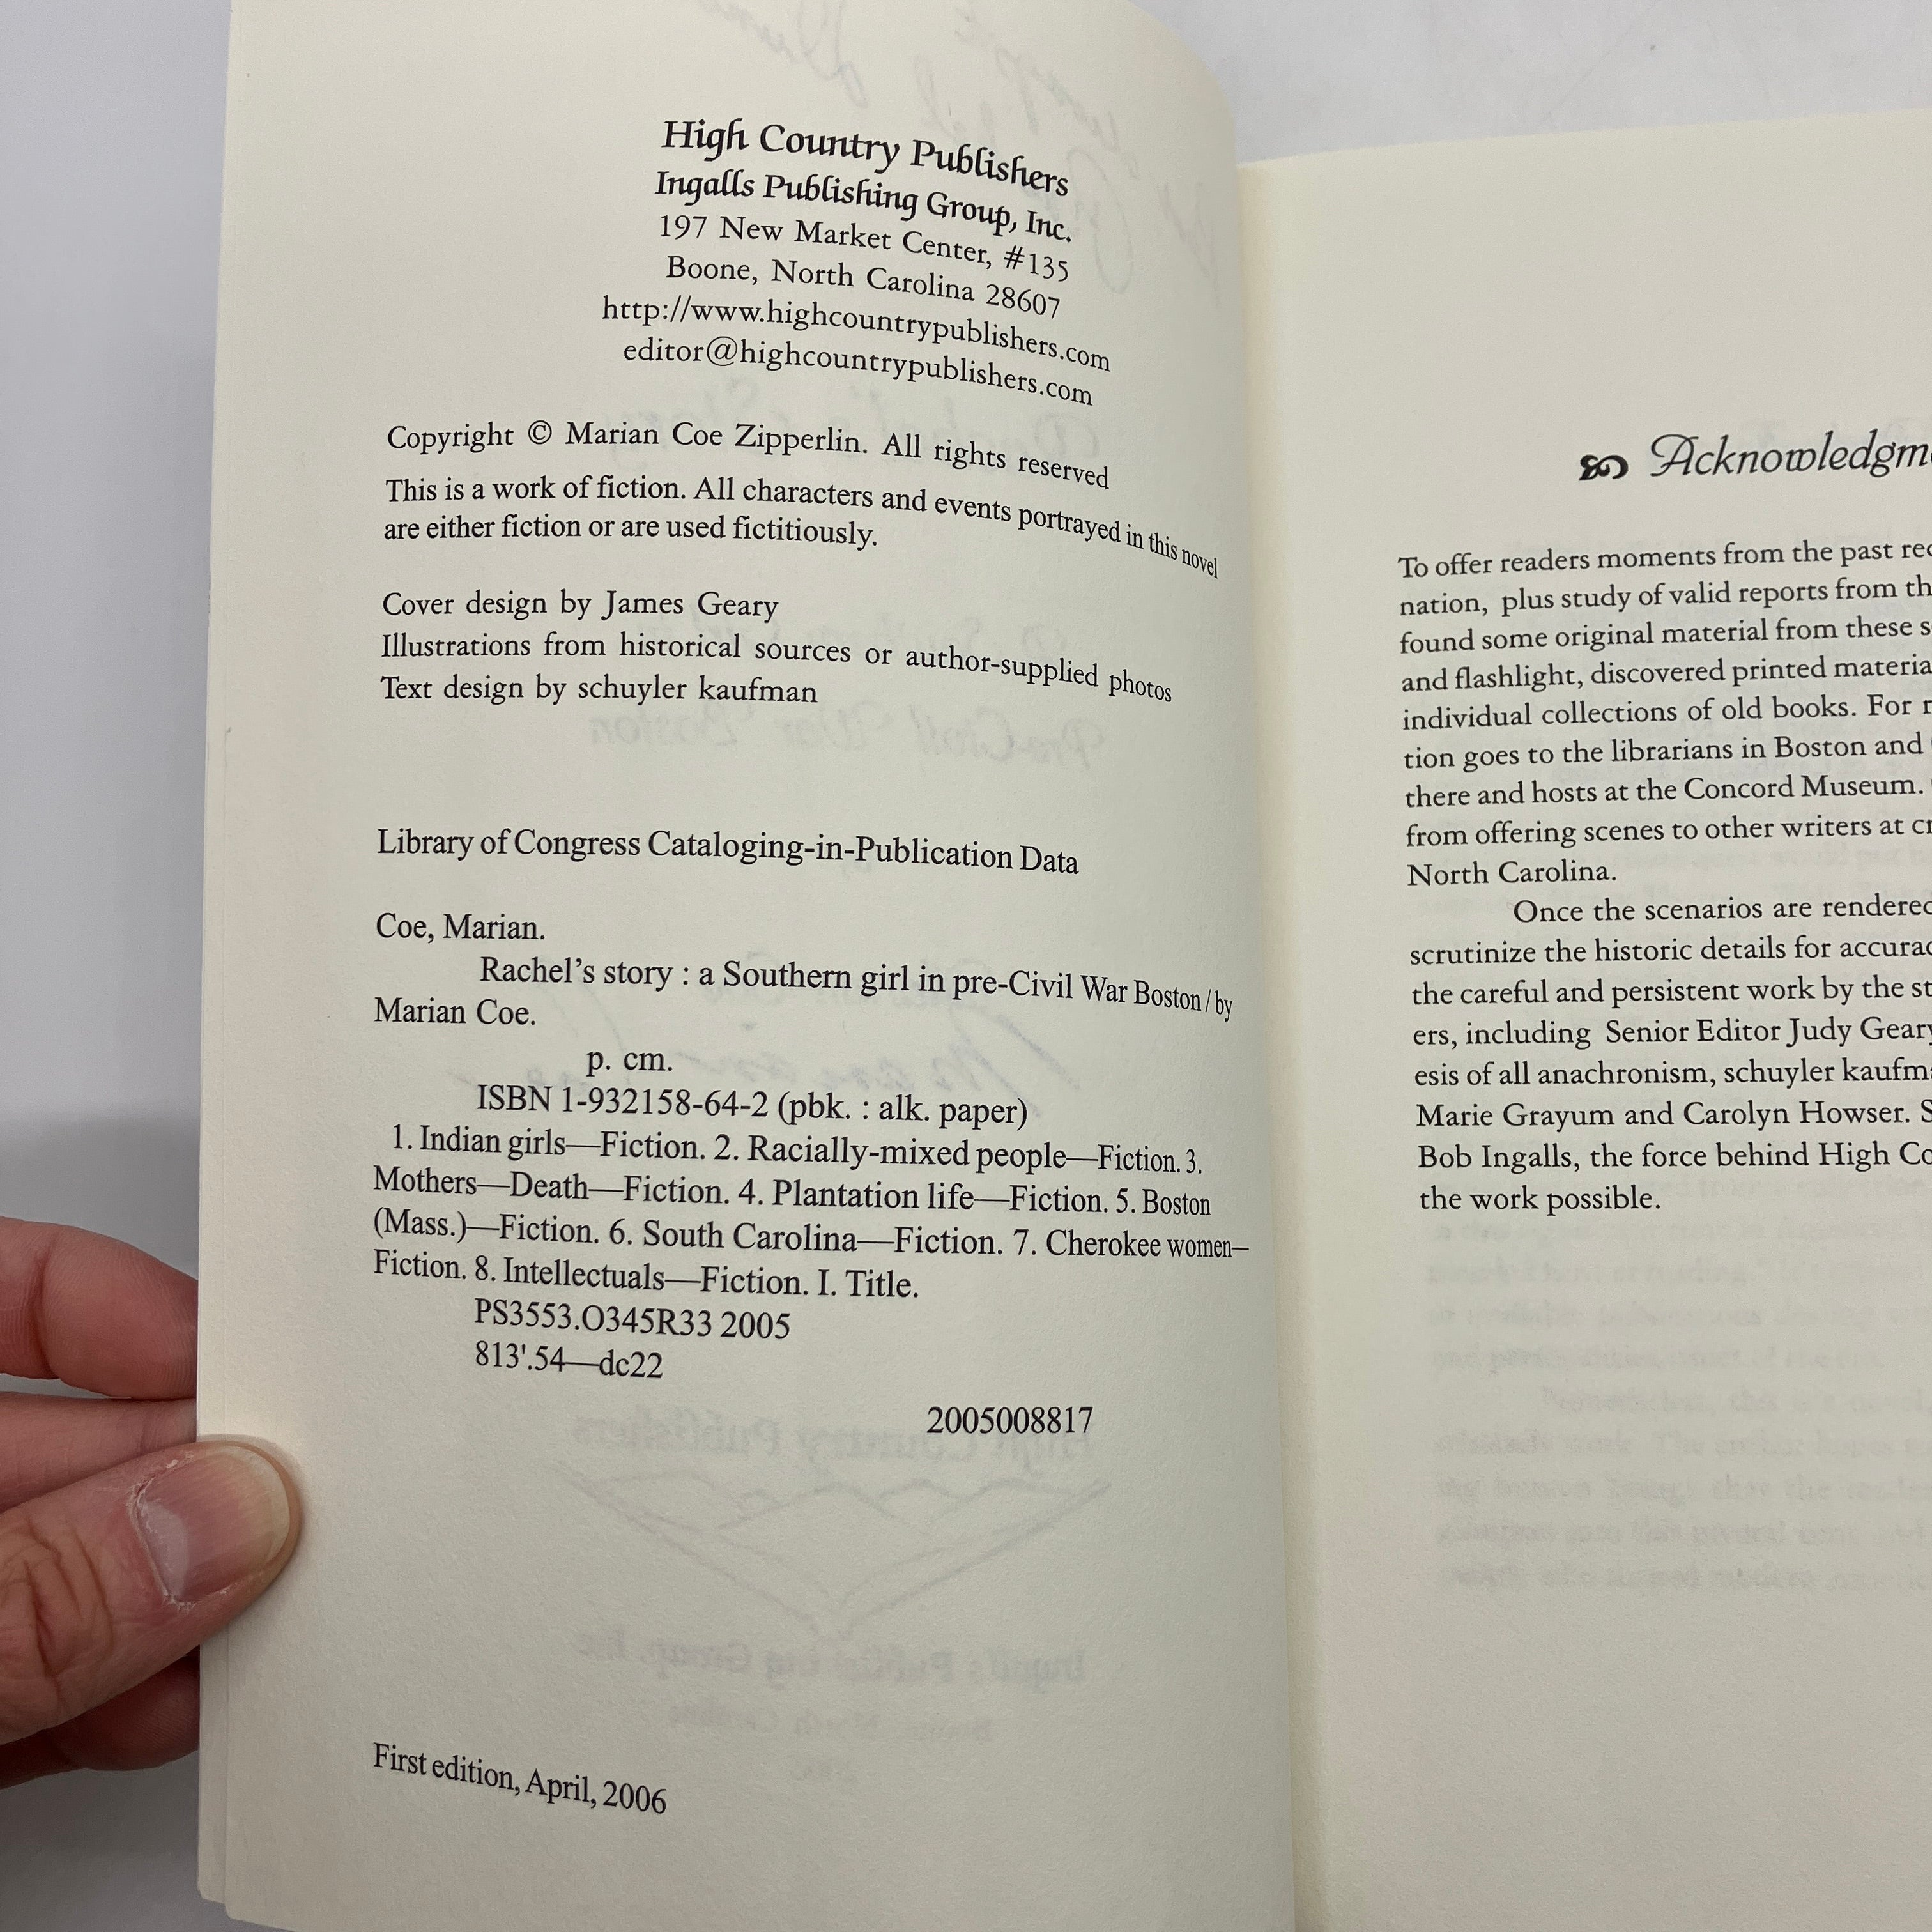 High Country Publishers
Ingalls Publishing Group, Inc.
197 New Market Center, #135
Boone, North Carolina 28607
http://www.highcountrypublishers.com
editor@highcountrypublishers.com
Copyright © Marian Coe Zipperlin. All rights reserved
This is a work of fiction. All characters and events portrayed in this novel
are either fiction or are used fictitiously.
Cover design by James Geary
Illustrations from historical sources or author-supplied photos
Text design by schuyler kaufman
Library of Congress Cataloging-in-Publication Data
Coe, Marian.
Rachel's story : a Southern girl in pre-Civil War Boston / by
Marian Coe.
p. cm.
ISBN 1-932158-64-2 (pbk. : alk. paper)
1. Indian girls—Fiction. 2. Racially-mixed people—Fiction. 3.
Mothers—Death—Fiction. 4. Plantation life—Fiction. 5. Boston
(Mass.)—Fiction. 6. South Carolina—Fiction. 7. Cherokee women–
Fiction. 8. Intellectuals—Fiction. I. Title.
PS3553.O345R33 2005
813'.54—dc22
2005008817
First edition, April, 2006
Acknowledgm
To offer readers moments from the past rec
nation, plus study of valid reports from th
found some original material from these s
and flashlight, discovered printed materia
individual collections of old books. For r
tion goes to the librarians in Boston and
there and hosts at the Concord Museum.
from offering scenes to other writers at cr
North Carolina.
Once the scenarios are rendered
scrutinize the historic details for accurac
the careful and persistent work by the st
ers, including Senior Editor Judy Geary
esis of all anachronism, schuyler kaufma
Marie Grayum and Carolyn Howser. S
Bob Ingalls, the force behind High Co
the work possible.